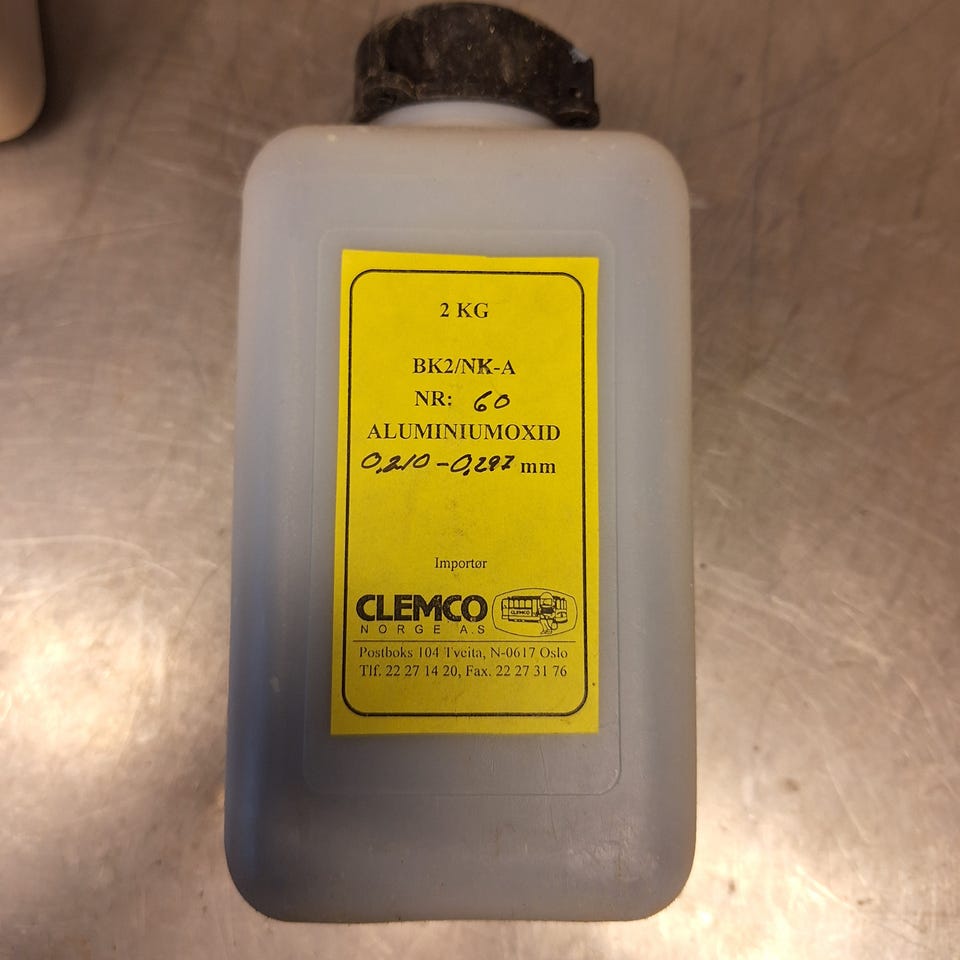 2 KG
BK2/NK-A
NR: 60
ALUMINIUMOXID
0,210 - 0,297 mm
Importør
CLEMCO
NORGE A.S
CLEMCO
Postboks 104 Tveita, N-0617 Oslo
Tlf. 22 27 14 20, Fax. 22 27 31 76